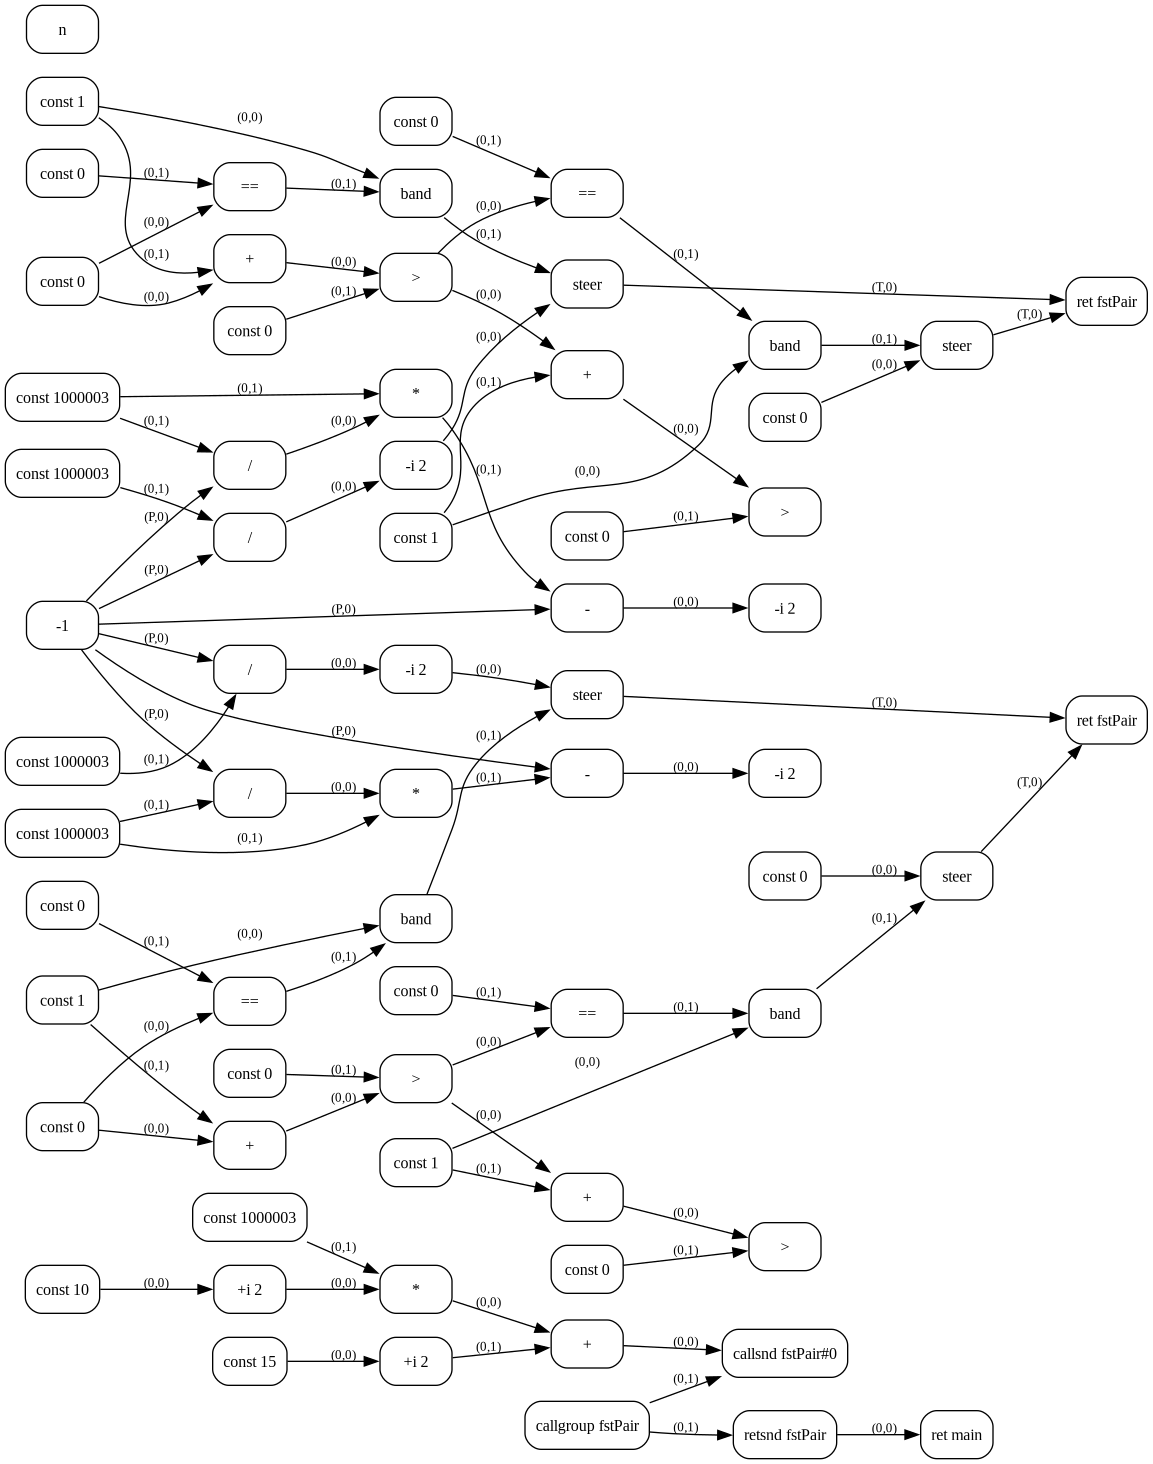 n
const 1
(0,0)
const 0
(0,1)
const 0
(0,1)
==
(0,1)
band
==
(0,0)
(0,0)
(0,1)
(0,1)
(0,1)
+
(0,0)
const 0
>
steer
(0,0)
(0,1)
(0,0)
(T,0)
ret fstPair
const 0
(T,0)
(0,0)
band
(0,1)
steer
(0,0)
const 1000003
(0,1)
*
(0,1)
+
const 0
(0,1)
(0,0)
(0,0)
/
-i 2
const 1000003
(0,1)
(0,0)
(0,1)
(0,0)
(P,0)
/
const 1
const 0
(0,1)
>
(P,0)
-1
(P,0)
-
(0,0)
-i 2
(P,0)
/
(0,0)
-i 2
(0,0)
steer
(T,0)
ret fstPair
(P,0)
(P,0)
(0,1)
const 1000003
(0,1)
-
(0,0)
-i 2
/
(0,0)
*
(0,1)
(T,0)
(0,1)
const 1000003
(0,1)
const 0
band
const 0
(0,0)
steer
(0,1)
(0,0)
(0,1)
(0,1)
const 1
==
const 0
(0,1)
==
(0,1)
band
(0,0)
(0,0)
(0,1)
const 0
(0,1)
>
(0,0)
(0,0)
const 0
(0,0)
+
(0,0)
const 1
(0,1)
+
const 1000003
(0,0)
(0,1)
const 0
(0,1)
>
const 10
(0,0)
+i 2
(0,0)
*
(0,0)
const 15
(0,0)
+i 2
(0,1)
+
(0,0)
callsnd fstPair#0
(0,1)
callgroup fstPair
(0,1)
retsnd fstPair
(0,0)
ret main